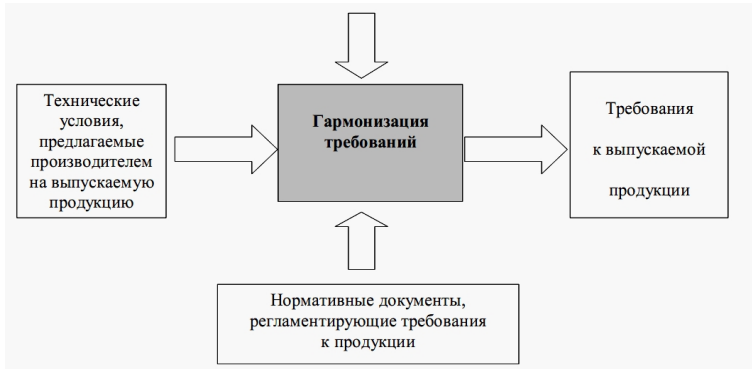 Технические
условия,
предлагаемые
производителем
на выпускаемую
продукцию
Гармонизация
требований
Требования
к выпускаемой
продукции
Нормативные документы,
регламентирующие требования
к продукции